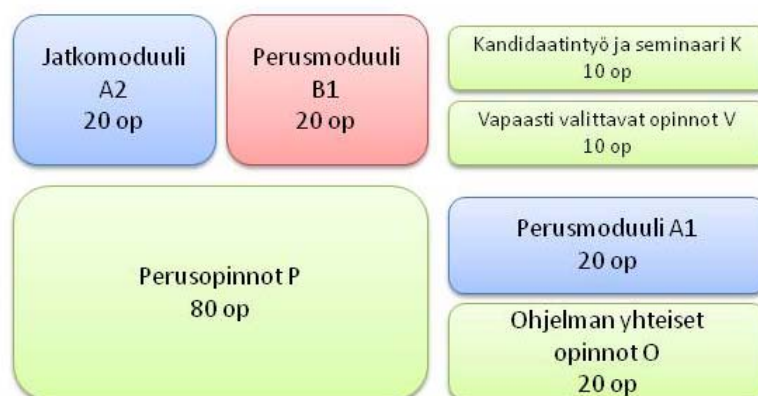 Jatkomoduuli
A2
20 op
Perusmoduuli
B1
20 op
Kandidaatintyö ja seminaari K
10 op
Vapaasti valittavat opinnot V
10 op
Perusopinnot P
80 op
Perusmoduuli A1
20 op
Ohjelman yhteiset
opinnot O
20 op